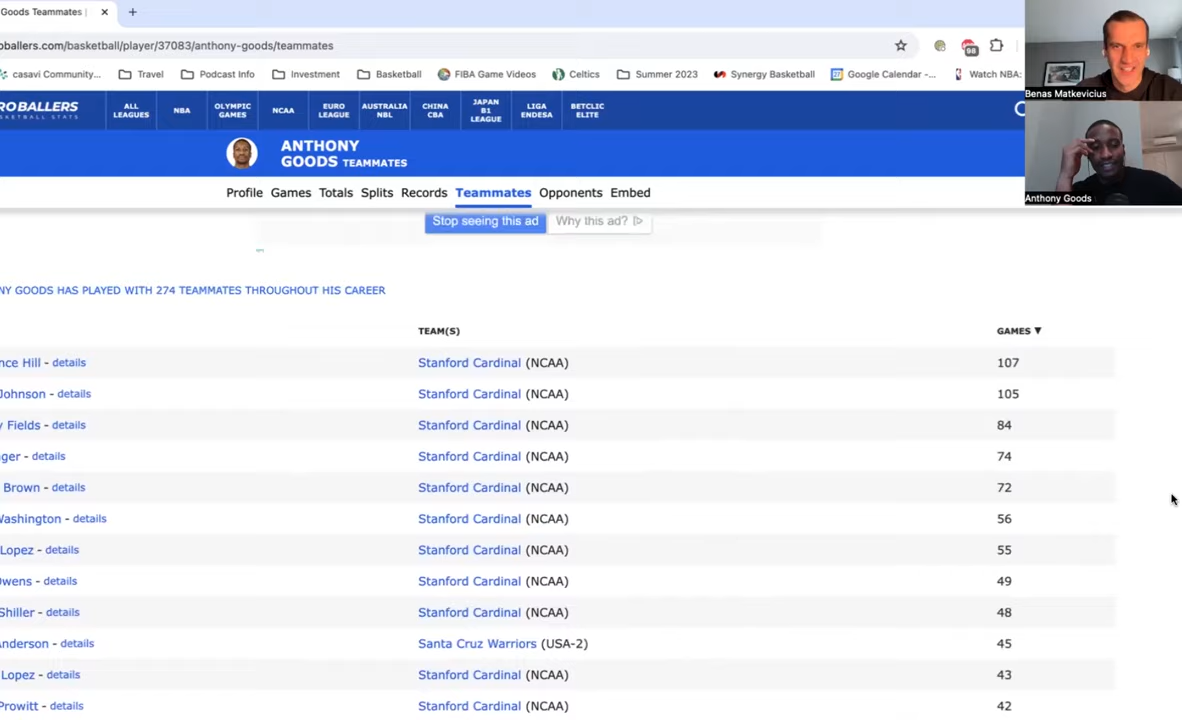 Goods Teammates |
oballers.com/basketball/player/37083/anthony-goods/teammates
casavi Community... Travel Podcast Info Investment Basketball FIBA Game Videos Celtics Summer 2023 Synergy Basketball Google Calendar -... Watch NBA:
98
Benas Matkevicius
Anthony Goods
ROBALLERS
SKETBALL STATS
ALL LEAGUES
NBA
OLYMPIC GAMES
NCAA
EURO LEAGUE
AUSTRALIA NBL
CHINA CBA
JAPAN B1 LEAGUE
LIGA ENDESA
BETCLIC ELITE
ANTHONY
GOODS TEAMMATES
Profile Games Totals Splits Records Teammates Opponents Embed
Stop seeing this ad Why this ad?
NY GOODS HAS PLAYED WITH 274 TEAMMATES THROUGHOUT HIS CAREER
TEAM(S) GAMES ▼
nce Hill - details Stanford Cardinal (NCAA) 107
Johnson - details Stanford Cardinal (NCAA) 105
y Fields - details Stanford Cardinal (NCAA) 84
ger - details Stanford Cardinal (NCAA) 74
Brown - details Stanford Cardinal (NCAA) 72
Washington - details Stanford Cardinal (NCAA) 56
Lopez - details Stanford Cardinal (NCAA) 55
Owens - details Stanford Cardinal (NCAA) 49
Shiller - details Stanford Cardinal (NCAA) 48
Anderson - details Santa Cruz Warriors (USA-2) 45
Lopez - details Stanford Cardinal (NCAA) 43
Prowitt - details Stanford Cardinal (NCAA) 42